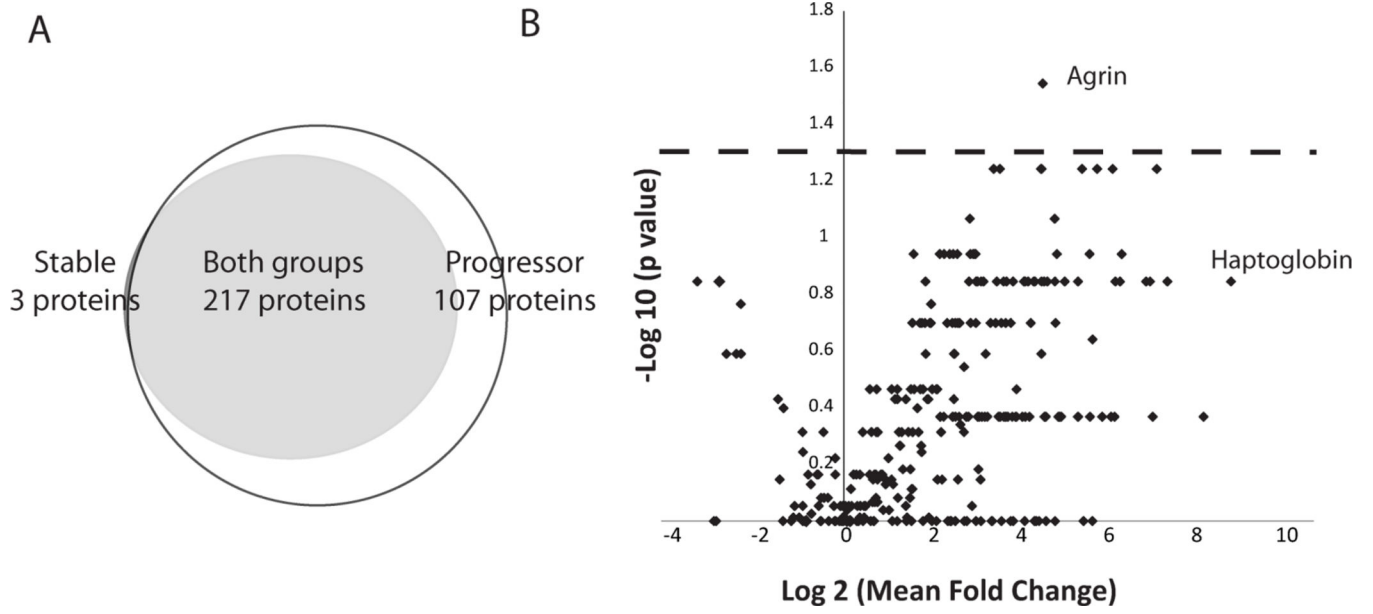 A
Stable
3 proteins
Both groups
217 proteins
Progressor
107 proteins
B
-Log 10 (p value)
1.8
1.6
1.4
1.2
1
0.8
0.6
0.4
0.2
Agrin
Haptoglobin
-4 -2 0 2 4 6 8 10
Log 2 (Mean Fold Change)